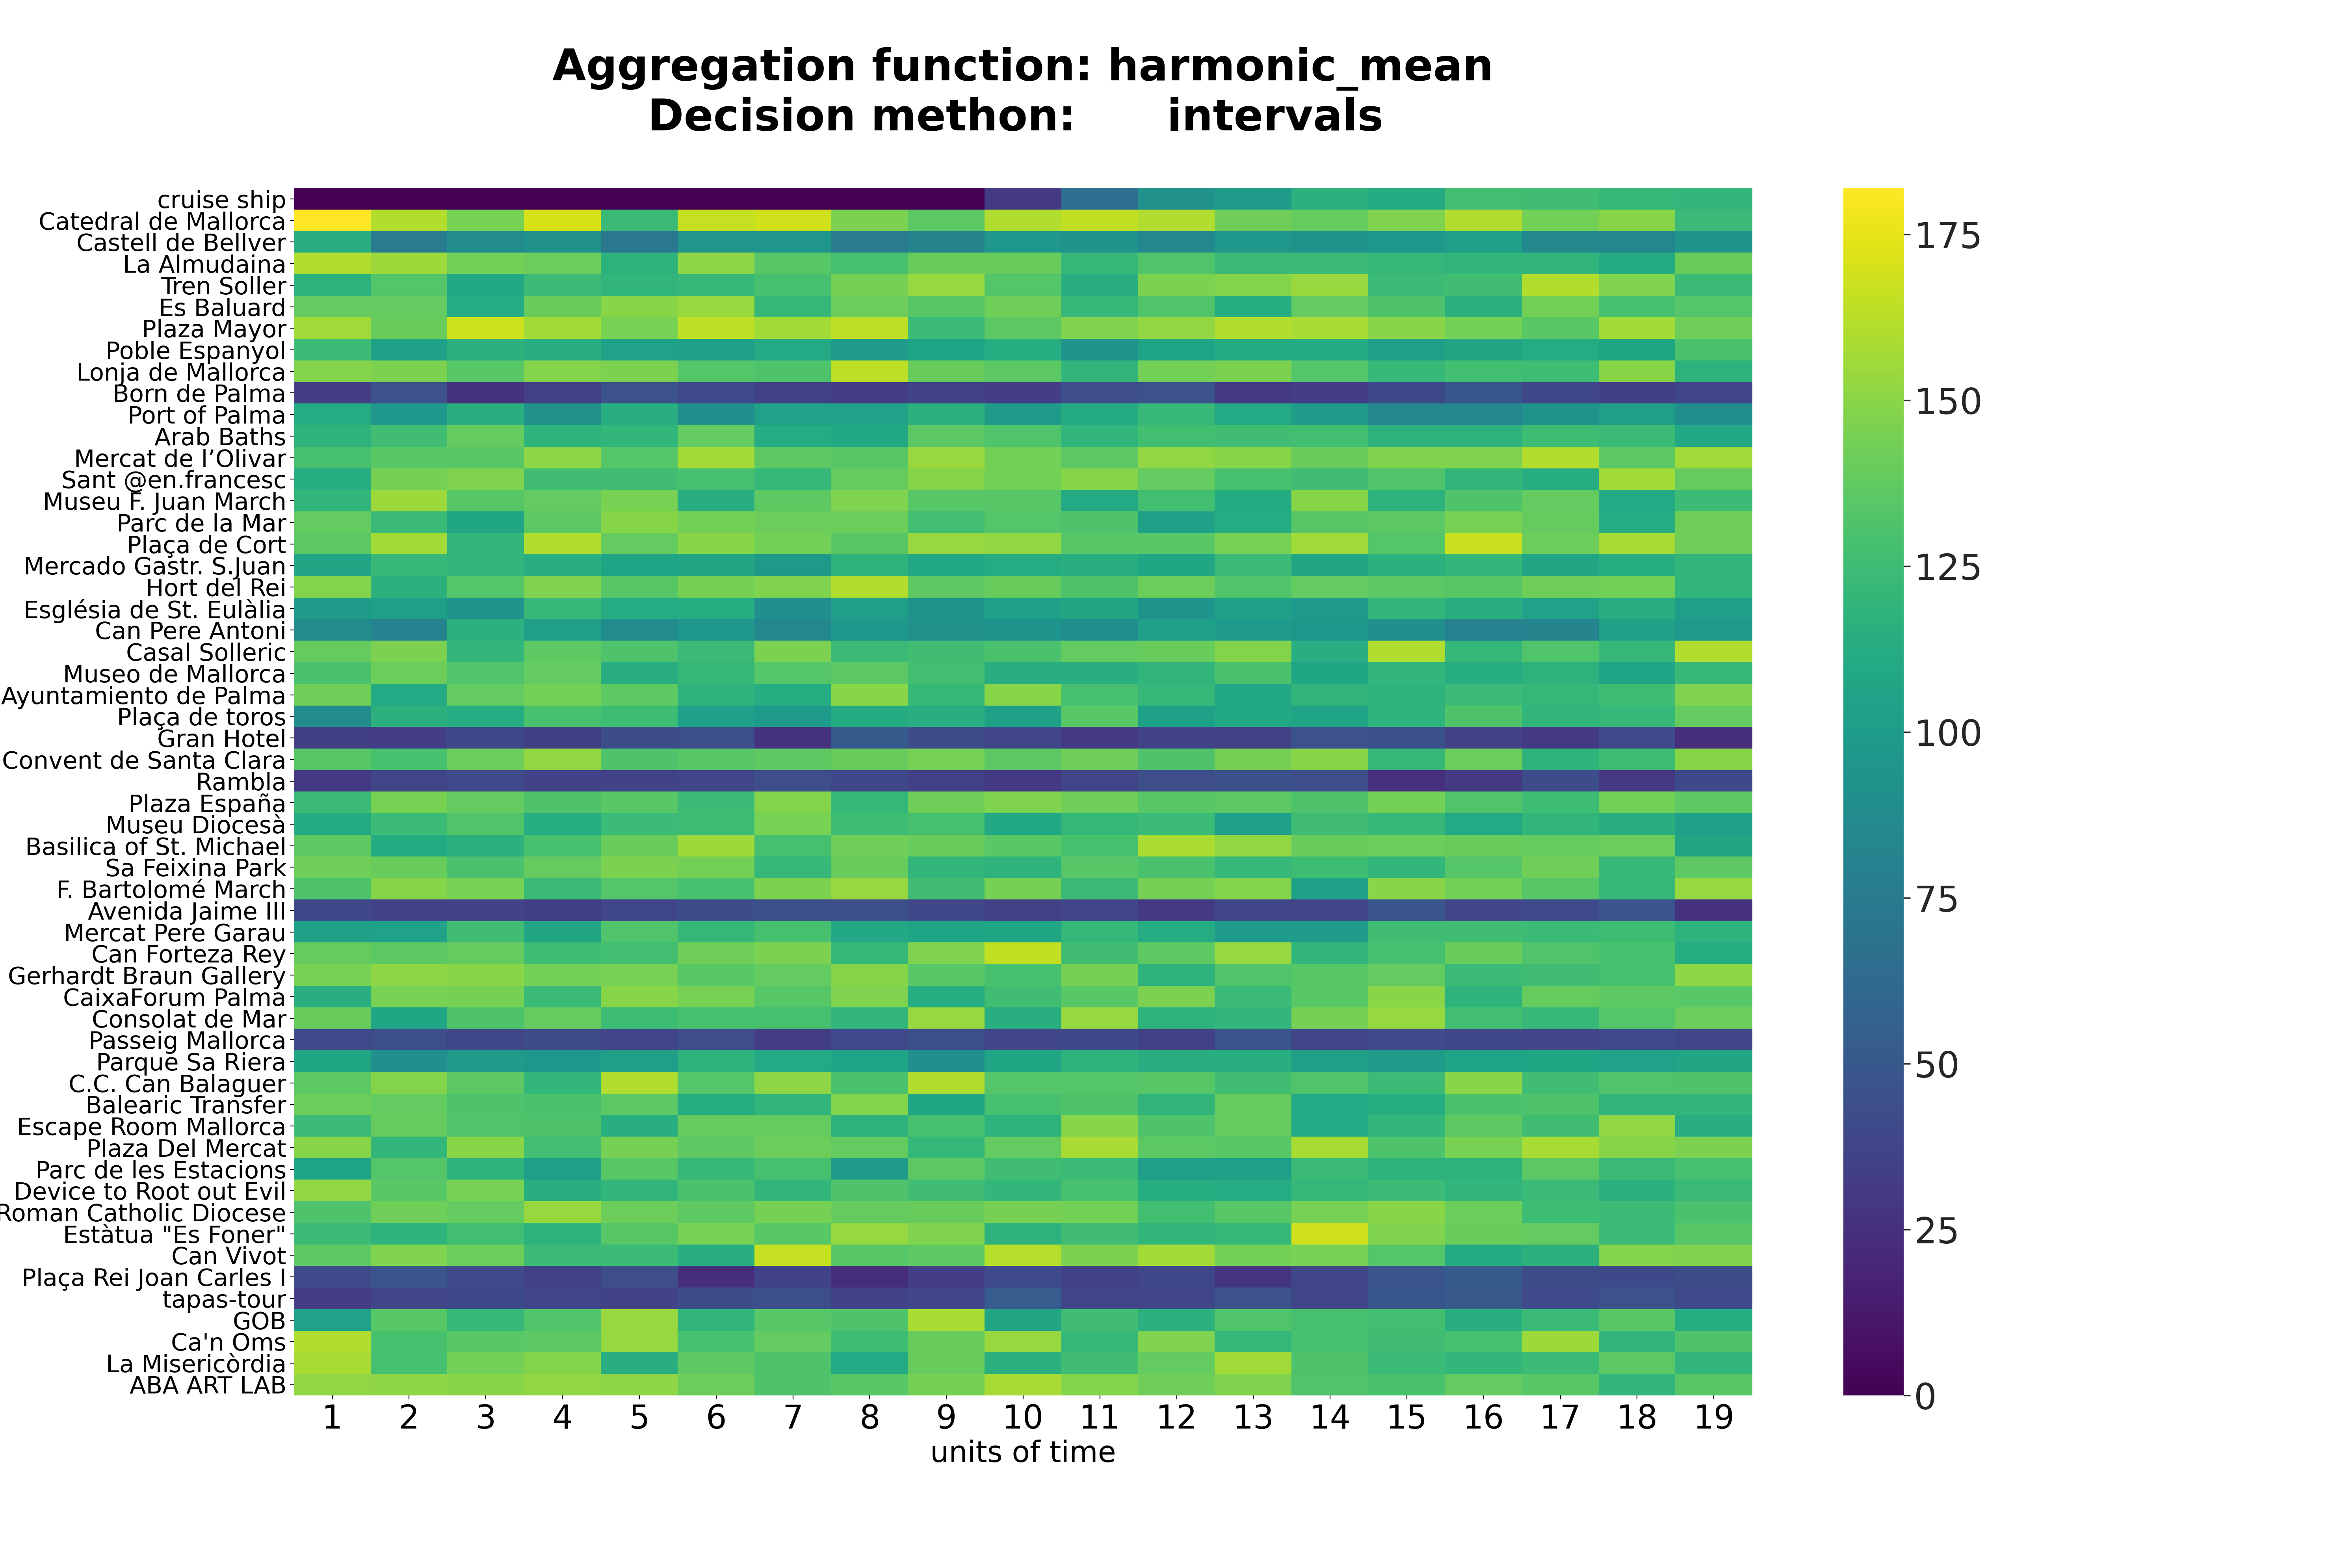 Aggregation function: harmonic_mean
Decision methon: intervals
cruise ship
Catedral de Mallorca
Castell de Bellver
La Almudaina
Tren Soller
Es Baluard
Plaza Mayor
Poble Espanyol
Lonja de Mallorca
Born de Palma
Port of Palma
Arab Baths
Mercat de l’Olivar
Sant @en.francesc
Museu F. Juan March
Parc de la Mar
Plaça de Cort
Mercado Gastr. S.Juan
Hort del Rei
Església de St. Eulàlia
Can Pere Antoni
Casal Solleric
Museo de Mallorca
Ayuntamiento de Palma
Plaça de toros
Gran Hotel
Convent de Santa Clara
Rambla
Plaza España
Museu Diocesà
Basilica of St. Michael
Sa Feixina Park
F. Bartolomé March
Avenida Jaime III
Mercat Pere Garau
Can Forteza Rey
Gerhardt Braun Gallery
CaixaForum Palma
Consolat de Mar
Passeig Mallorca
Parque Sa Riera
C.C. Can Balaguer
Balearic Transfer
Escape Room Mallorca
Plaza Del Mercat
Parc de les Estacions
Device to Root out Evil
Roman Catholic Diocese
Estàtua "Es Foner"
Can Vivot
Plaça Rei Joan Carles I
tapas-tour
GOB
Ca'n Oms
La Misericòrdia
ABA ART LAB
1 2 3 4 5 6 7 8 9 10 11 12 13 14 15 16 17 18 19
units of time
175
150
125
100
75
50
25
0